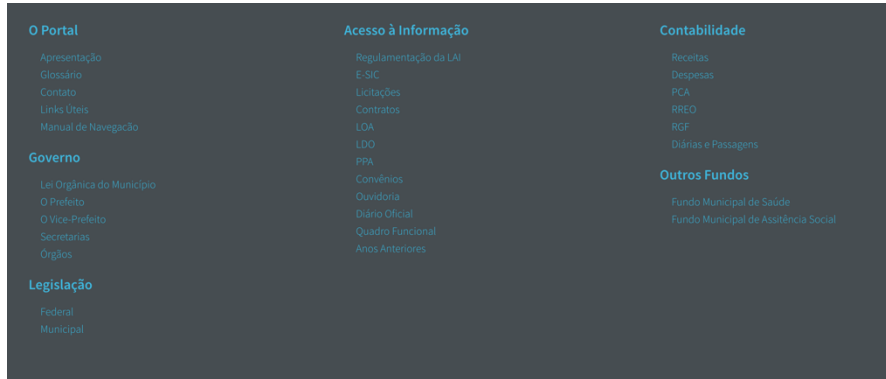 O Portal
Apresentação
Glossário
Contato
Links Úteis
Manual de Navegacão
Governo
Lei Orgânica do Município
O Prefeito
O Vice-Prefeito
Secretarias
Órgãos
Legislação
Federal
Municipal
Acesso à Informação
Regulamentação da LAI
E-SIC
Licitações
Contratos
LOA
LDO
PPA
Convênios
Ouvidoria
Diário Oficial
Quadro Funcional
Anos Anteriores
Contabilidade
Receitas
Despesas
PCA
RREO
RGF
Diárias e Passagens
Outros Fundos
Fundo Municipal de Saúde
Fundo Municipal de Assitência Social